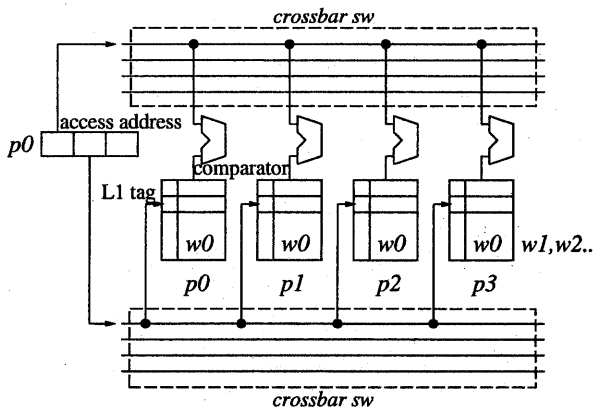 crossbar sw
access address
p0
comparator
L1 tag
w0 w0 w0 w0 w1,w2..
p0 p1 p2 p3
crossbar sw